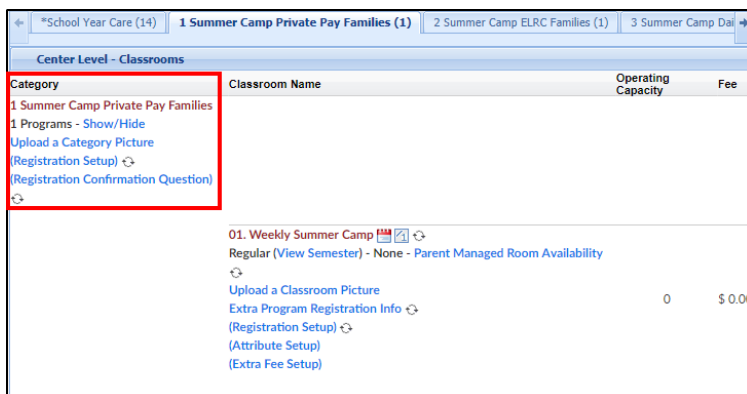 *School Year Care (14)
1 Summer Camp Private Pay Families (1)
2 Summer Camp ELRC Families (1)
3 Summer Camp Dai
Center Level - Classrooms
Category
Classroom Name
Operating
Capacity
Fee
1 Summer Camp Private Pay Families
1 Programs - Show/Hide
Upload a Category Picture
(Registration Setup)
(Registration Confirmation Question)
01. Weekly Summer Camp
Regular (View Semester) - None - Parent Managed Room Availability
Upload a Classroom Picture
Extra Program Registration Info
(Registration Setup)
(Attribute Setup)
(Extra Fee Setup)
0
$ 0.00